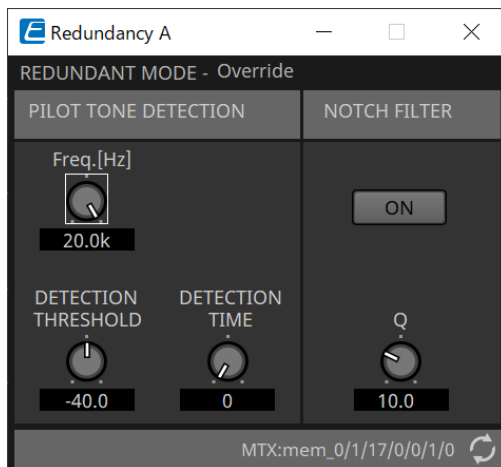 Redundancy A
REDUNDANT MODE - Override
PILOT TONE DETECTION
NOTCH FILTER
Freq.[Hz]
20.0k
ON
DETECTION
THRESHOLD
-40.0
DETECTION
TIME
0
Q
10.0
MTX:mem_0/1/17/0/0/1/0